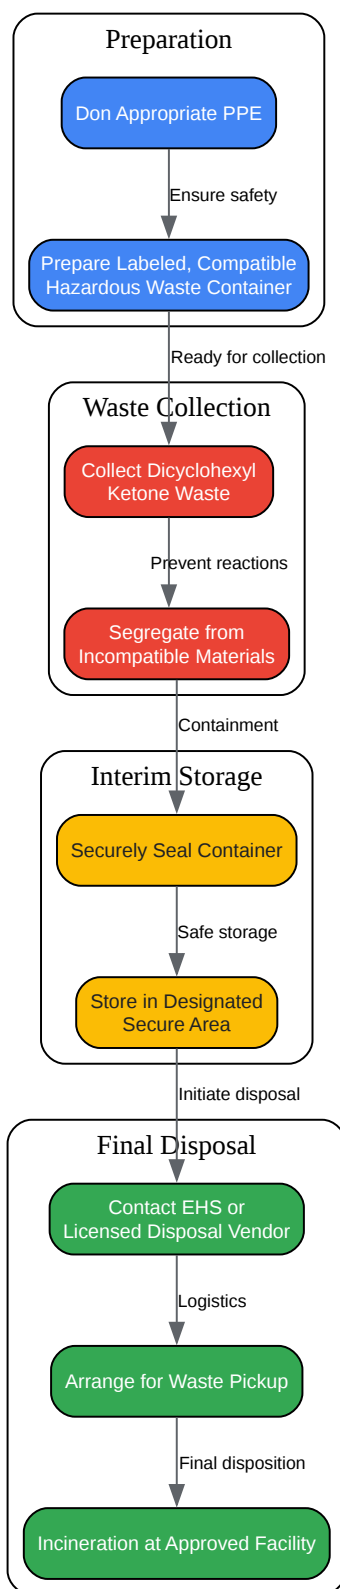 Preparation
Don Appropriate PPE
Ensure safety
Prepare Labeled, Compatible
Hazardous Waste Container
Ready for collection
Waste Collection
Collect Dicyclohexyl
Ketone Waste
Prevent reactions
Segregate from
Incompatible Materials
Containment
Interim Storage
Securely Seal Container
Safe storage
Store in Designated
Secure Area
Initiate disposal
Final Disposal
Contact EHS or
Licensed Disposal Vendor
Logistics
Arrange for Waste Pickup
Final disposition
Incineration at Approved Facility